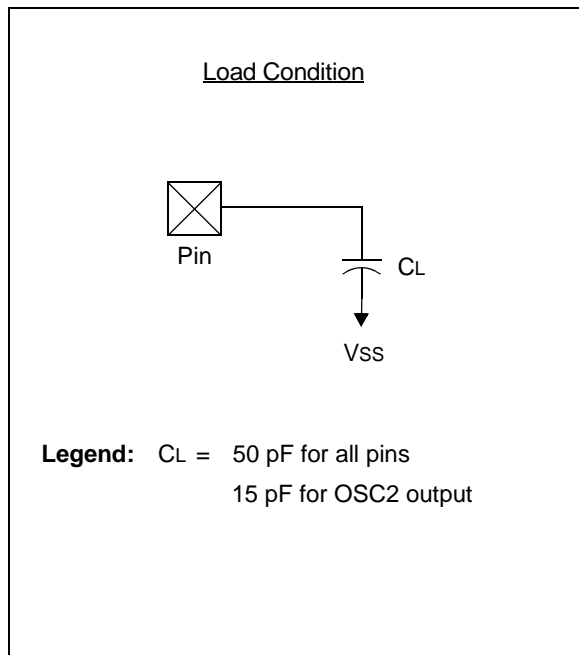 Load Condition
Pin
CL
VSS
Legend: CL = 50 pF for all pins
15 pF for OSC2 output